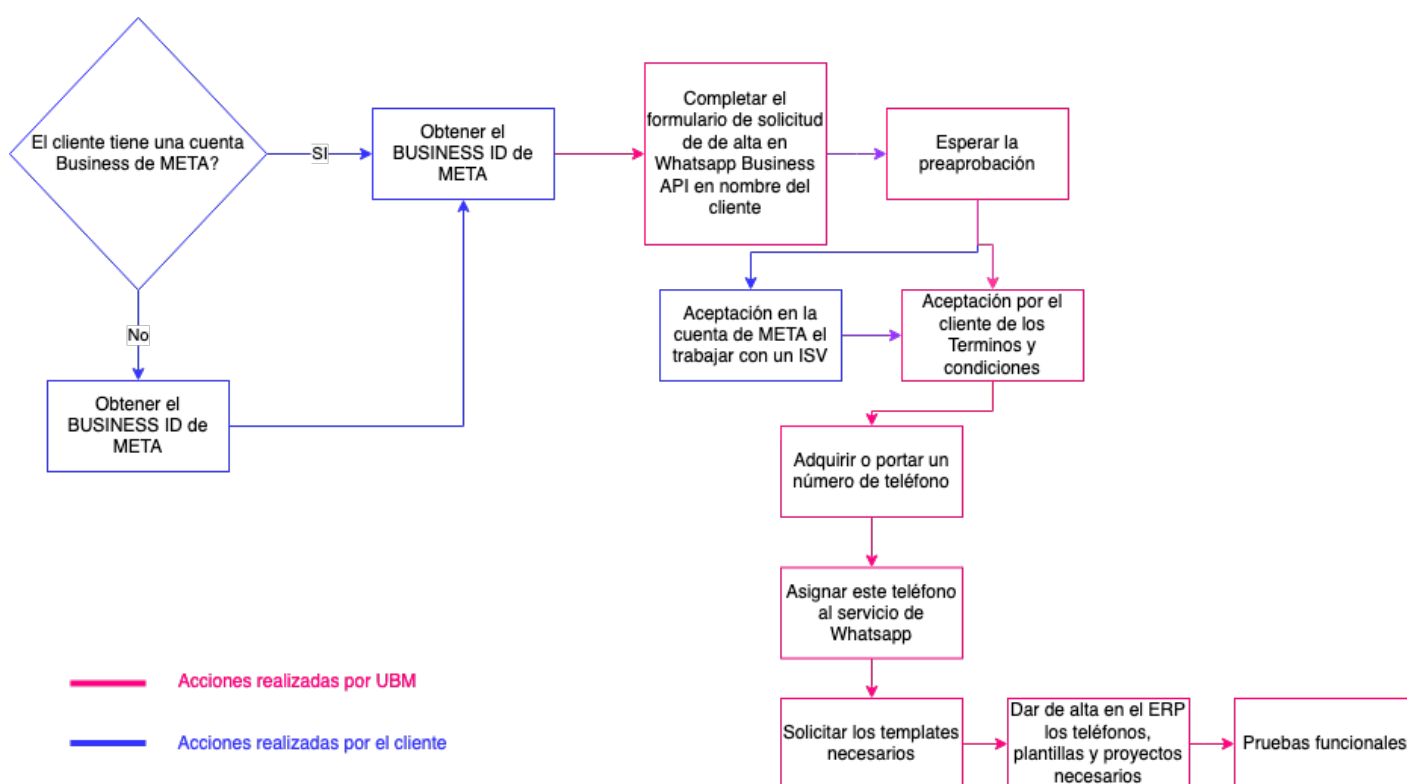 El cliente tiene una cuenta
Business de META?
SI
No
Obtener el
BUSINESS ID de
META
Obtener el
BUSINESS ID de
META
Completar el
formulario de solicitud
de de alta en
Whatsapp Business
API en nombre del
cliente
Esperar la
preaprobación
Aceptación en la
cuenta de META el
trabajar con un ISV
Aceptación por el
cliente de los
Terminos y
condiciones
Adquirir o portar un
número de teléfono
Asignar este teléfono
al servicio de
Whatsapp
Solicitar los templates
necesarios
Dar de alta en el ERP
los teléfonos,
plantillas y proyectos
necesarios
Pruebas funcionales
Acciones realizadas por UBM
Acciones realizadas por el cliente